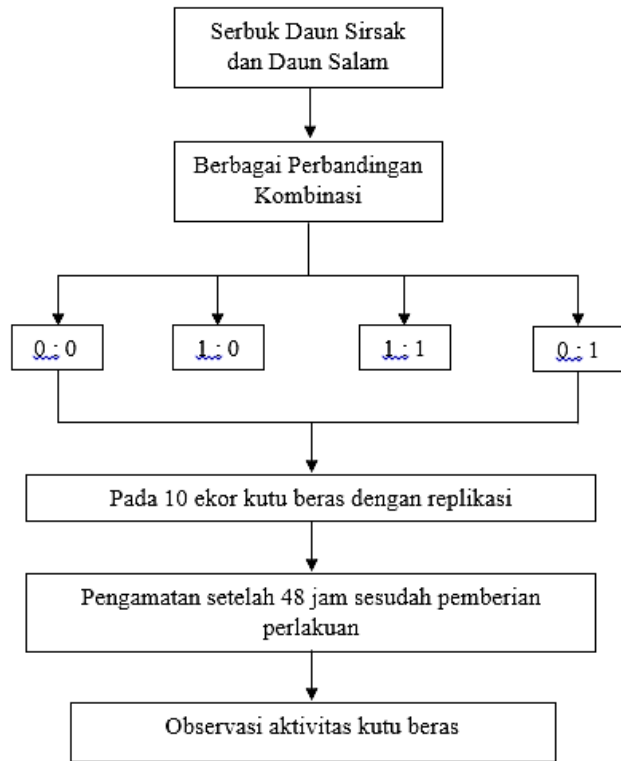 Serbuk Daun Sirsak
dan Daun Salam
Berbagai Perbandingan
Kombinasi
0 : 0
1 : 0
1 : 1
0 : 1
Pada 10 ekor kutu beras dengan replikasi
Pengamatan setelah 48 jam sesudah pemberian
perlakuan
Observasi aktivitas kutu beras